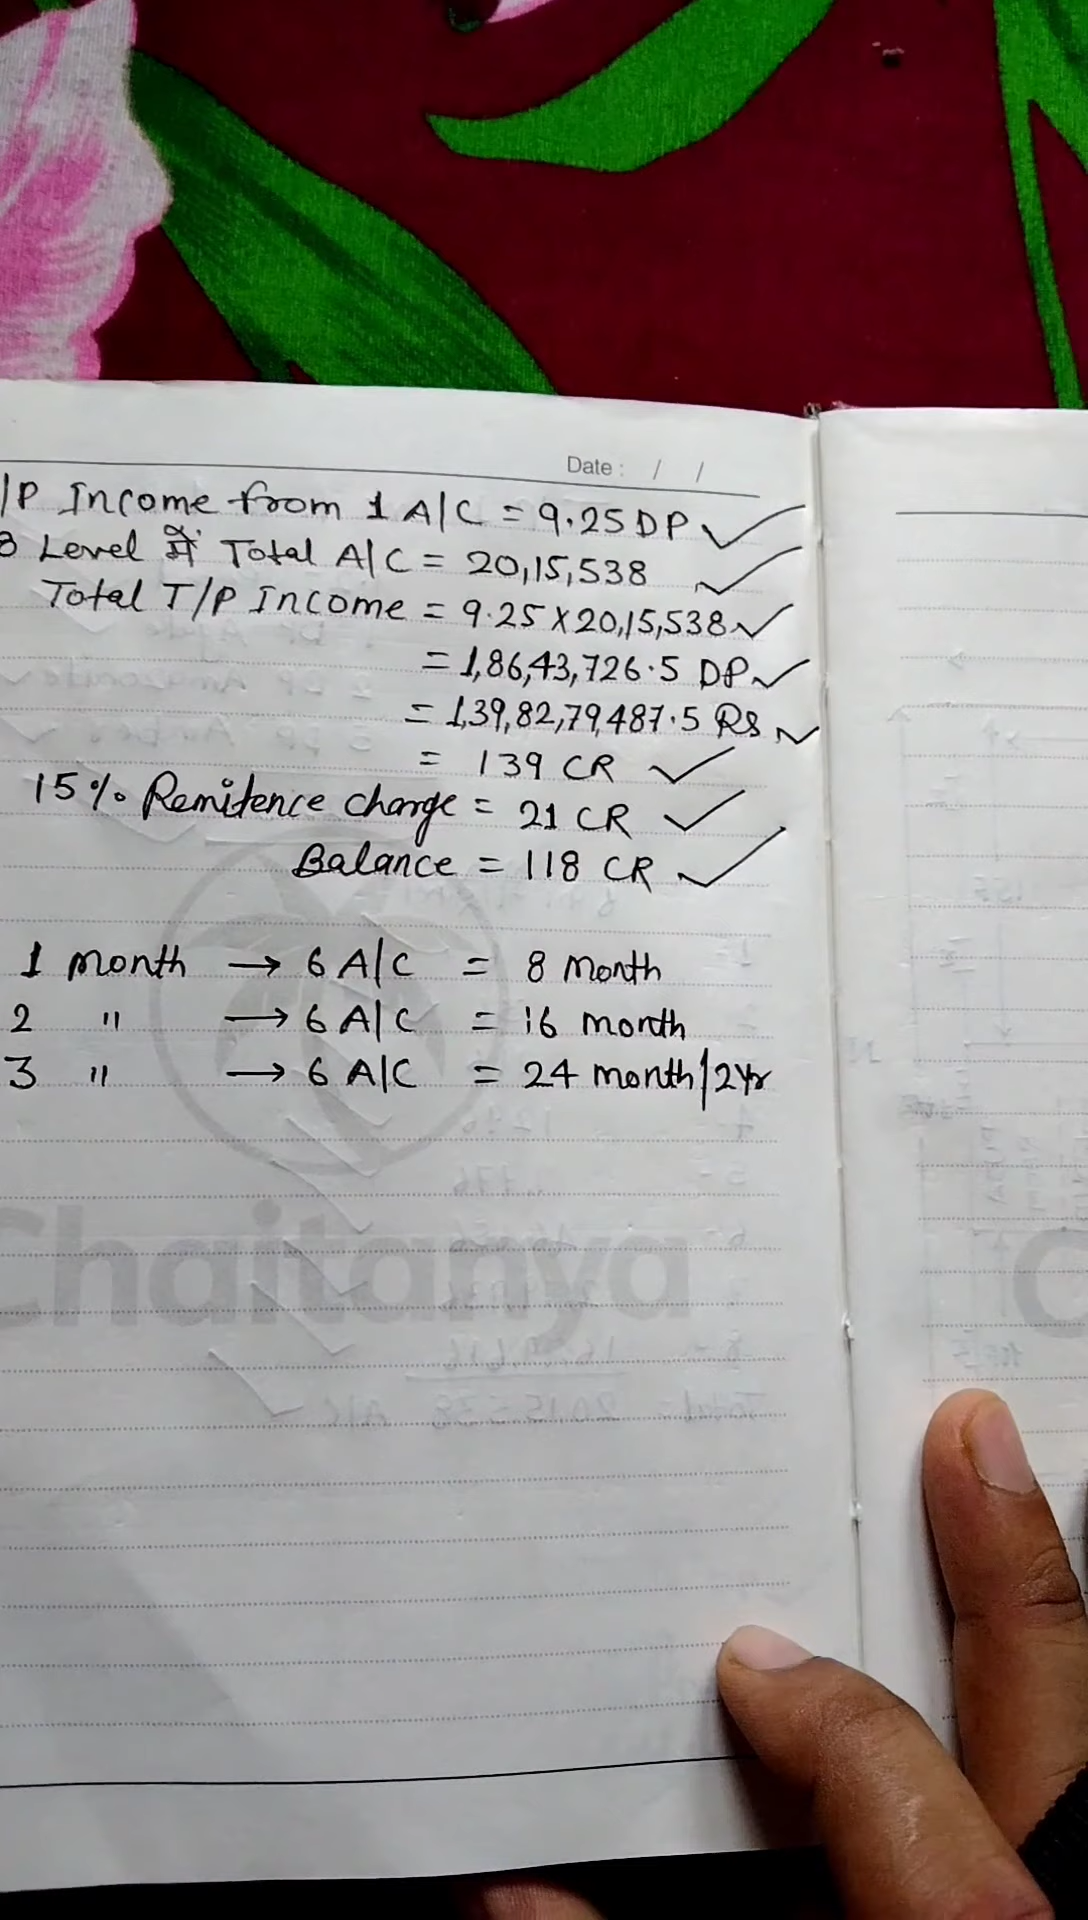 Date: / /
/P Income from 1 A/C = 9.25 DP
8 Level में Total A/C = 20,15,538
Total T/P Income = 9.25 x 20,15,538
= 1,86,43,726.5 DP
= 1,39,82,79,487.5 Rs
= 139 CR
15% Remitence charge = 21 CR
Balance = 118 CR
1 month → 6 A/C = 8 month
2 " → 6 A/C = 16 month
3 " → 6 A/C = 24 month/2yr
Chaitanya